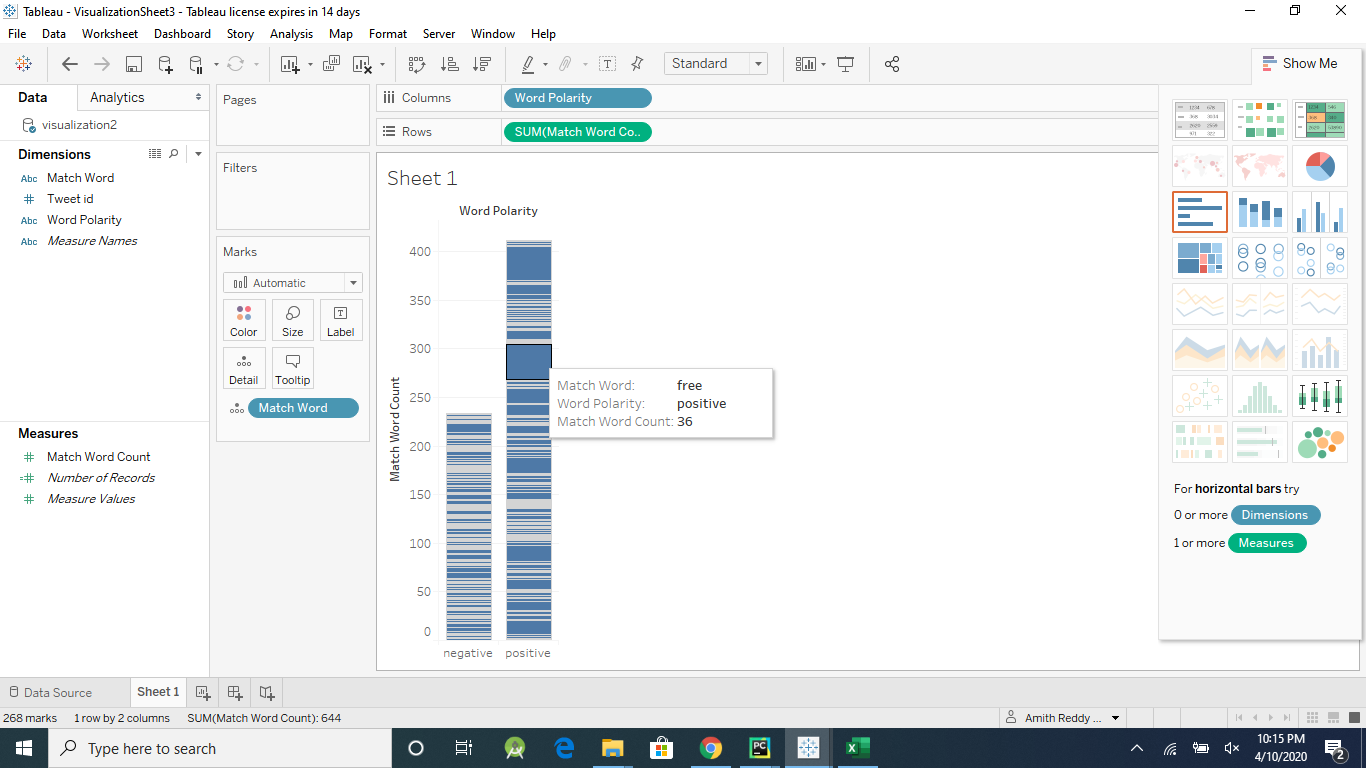 Tableau - VisualizationSheet3 - Tableau license expires in 14 days
File Data Worksheet Dashboard Story Analysis Map Format Server Window Help
Standard
Show Me
Data Analytics
visualization2
Dimensions
Abc Match Word
# Tweet id
Abc Word Polarity
Abc Measure Names
Measures
# Match Word Count
=# Number of Records
# Measure Values
Pages
Filters
Marks
Automatic
Color Size Label
Detail Tooltip
Match Word
Columns Word Polarity
Rows SUM(Match Word Co..
Sheet 1
Word Polarity
Match Word Count
400
350
300
250
200
150
100
50
0
negative positive
Match Word: free
Word Polarity: positive
Match Word Count: 36
For horizontal bars try
0 or more Dimensions
1 or more Measures
Data Source Sheet 1
268 marks 1 row by 2 columns SUM(Match Word Count): 644
Amith Reddy ...
Type here to search
10:15 PM
4/10/2020
2